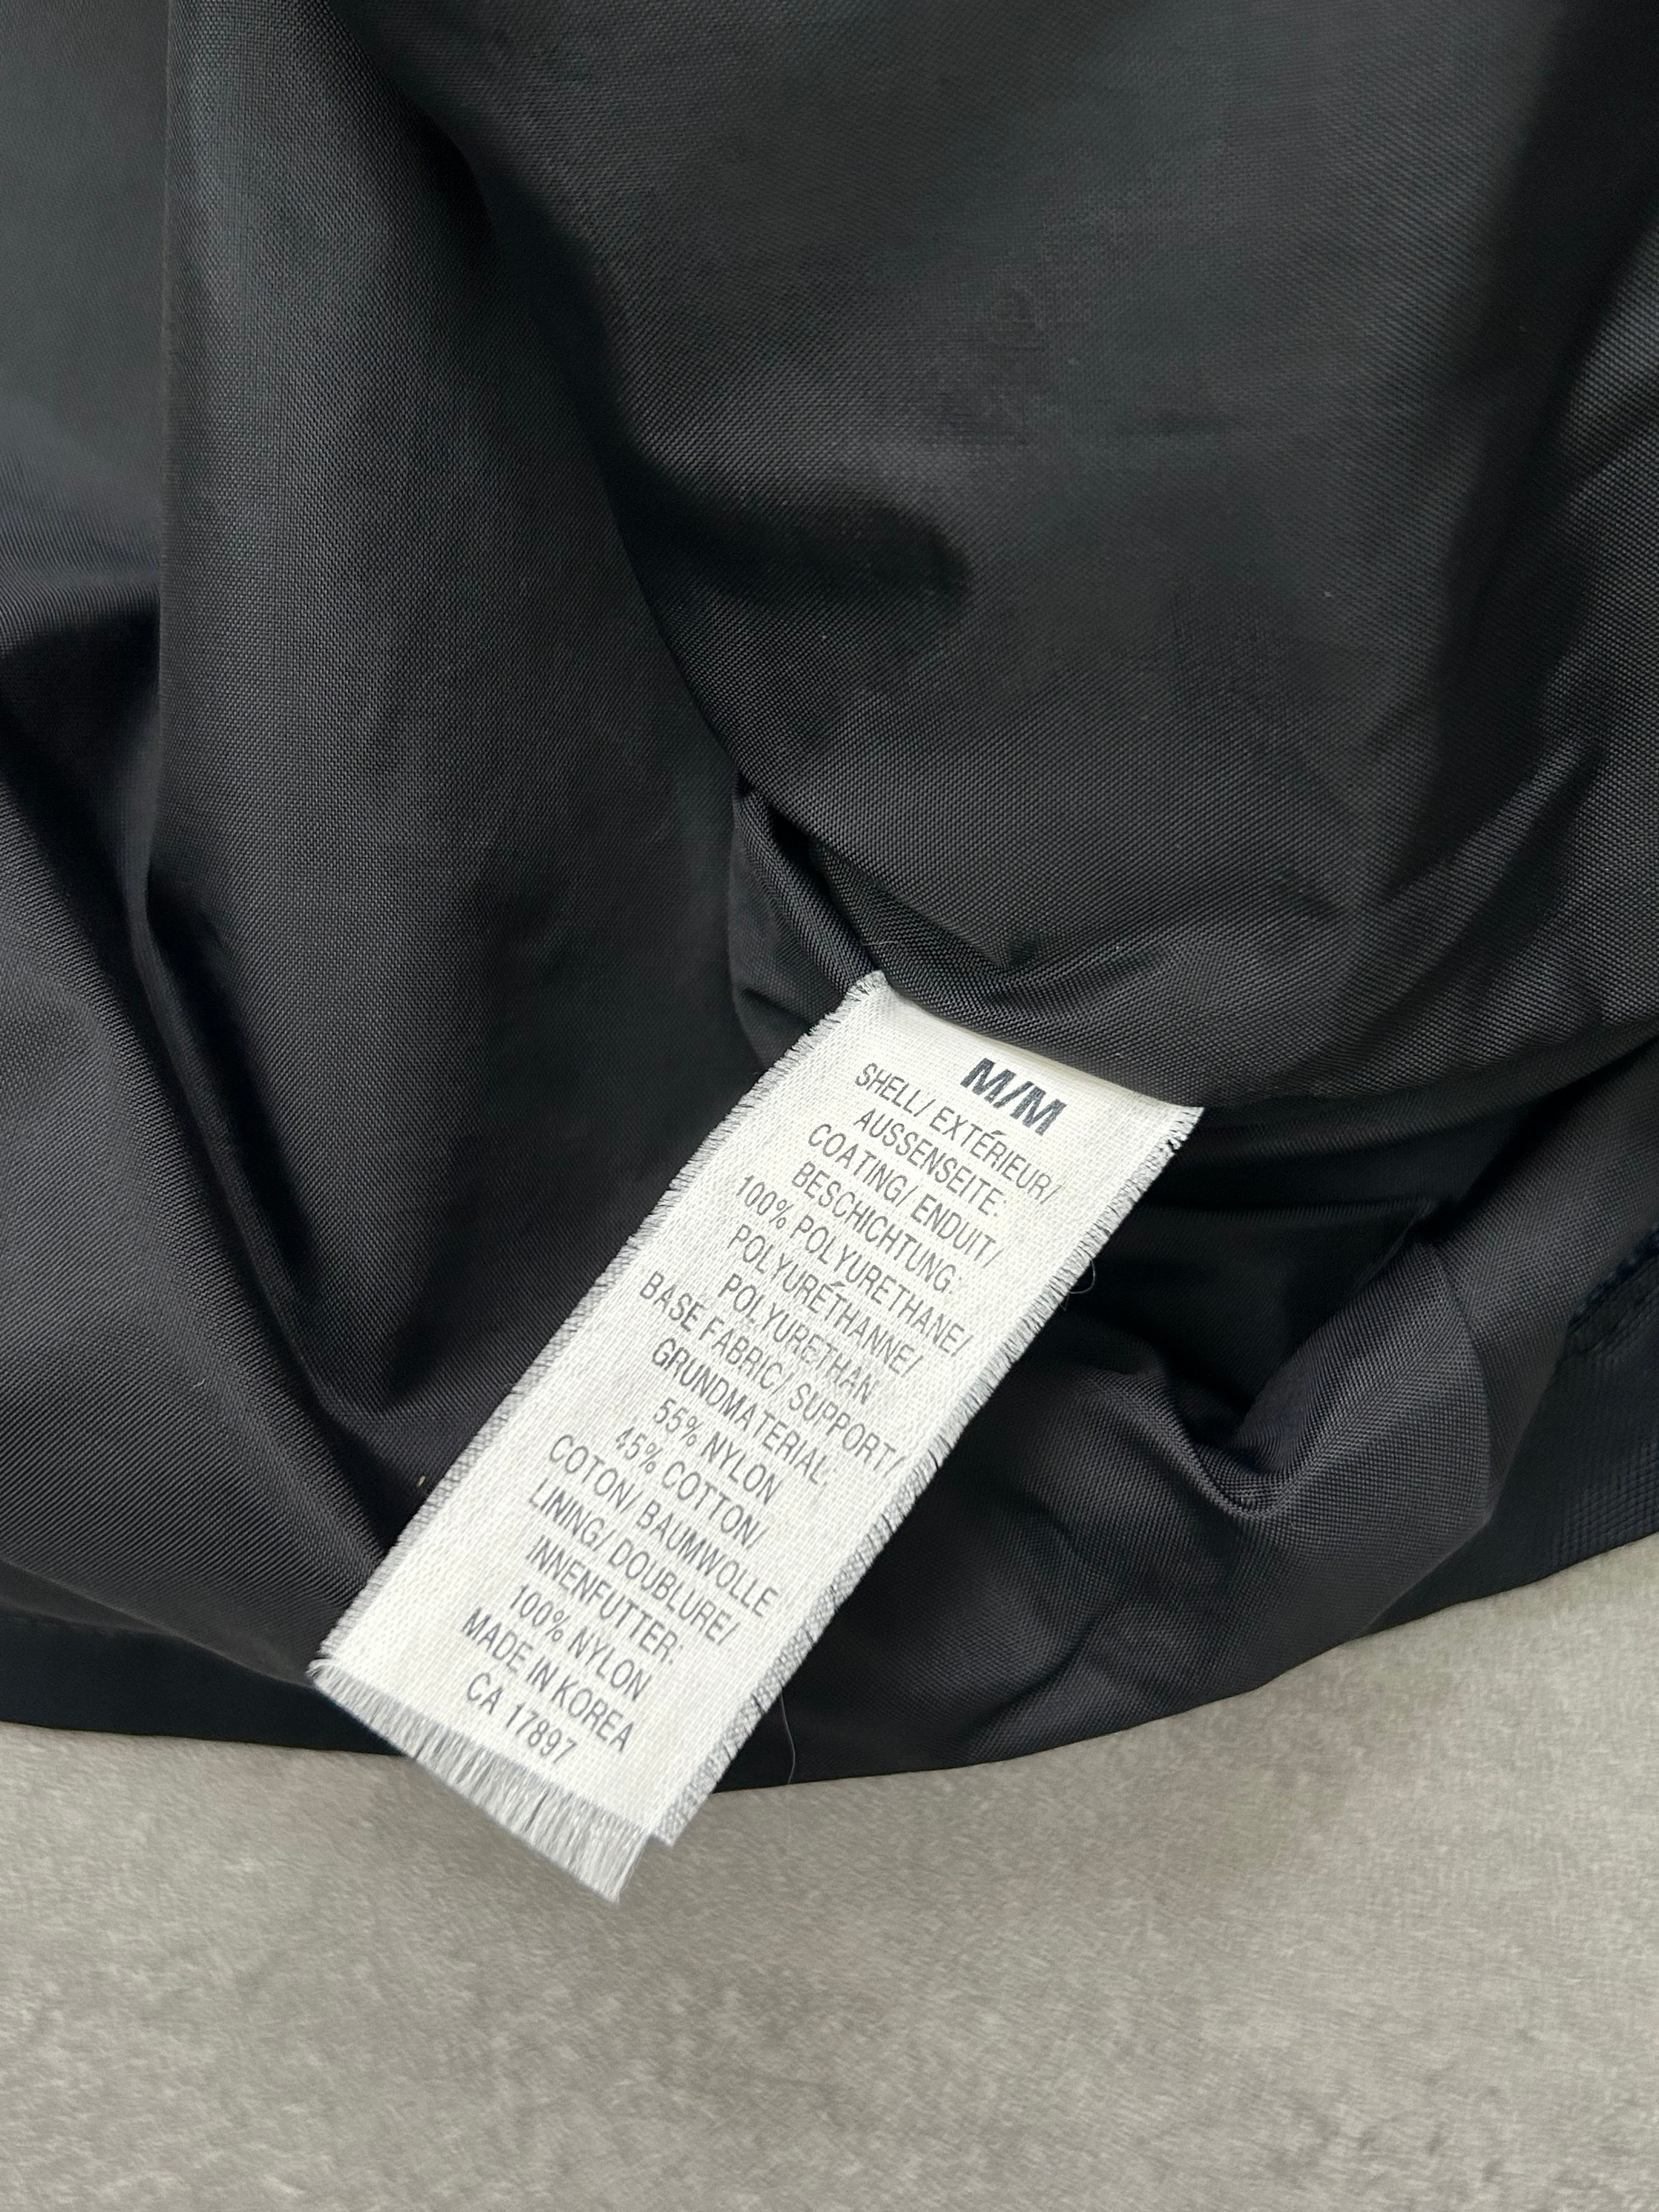 M/M
SHELL/ EXTÉRIEUR/
AUSSENSEITE:
COATING/ ENDUIT/
BESCHICHTUNG:
100% POLYURETHANE/
POLYURÉTHANNE/
POLYURETHAN
BASE FABRIC/ SUPPORT/
GRUNDMATERIAL:
55% NYLON
45% COTTON/
COTON/ BAUMWOLLE
LINING/ DOUBLURE/
INNENFUTTER:
100% NYLON
MADE IN KOREA
CA 17897